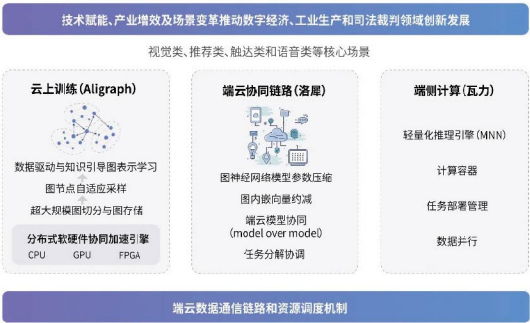 技术赋能、产业增效及场景变革推动数字经济、工业生产和司法裁判领域创新发展
视觉类、推荐类、触达类和语音类等核心场景
云上训练（Aligraph）
数据驱动与知识引导图表示学习
图节点自适应采样
超大规模图切分与图存储
分布式软硬件协同加速引擎
CPU GPU FPGA
端云协同链路（洛犀）
图神经网络模型参数压缩
图内嵌向量约减
端云模型协同
（model over model）
任务分解协调
端侧计算（瓦力）
轻量化推理引擎（MNN）
计算容器
任务部署管理
数据并行
端云数据通信链路和资源调度机制